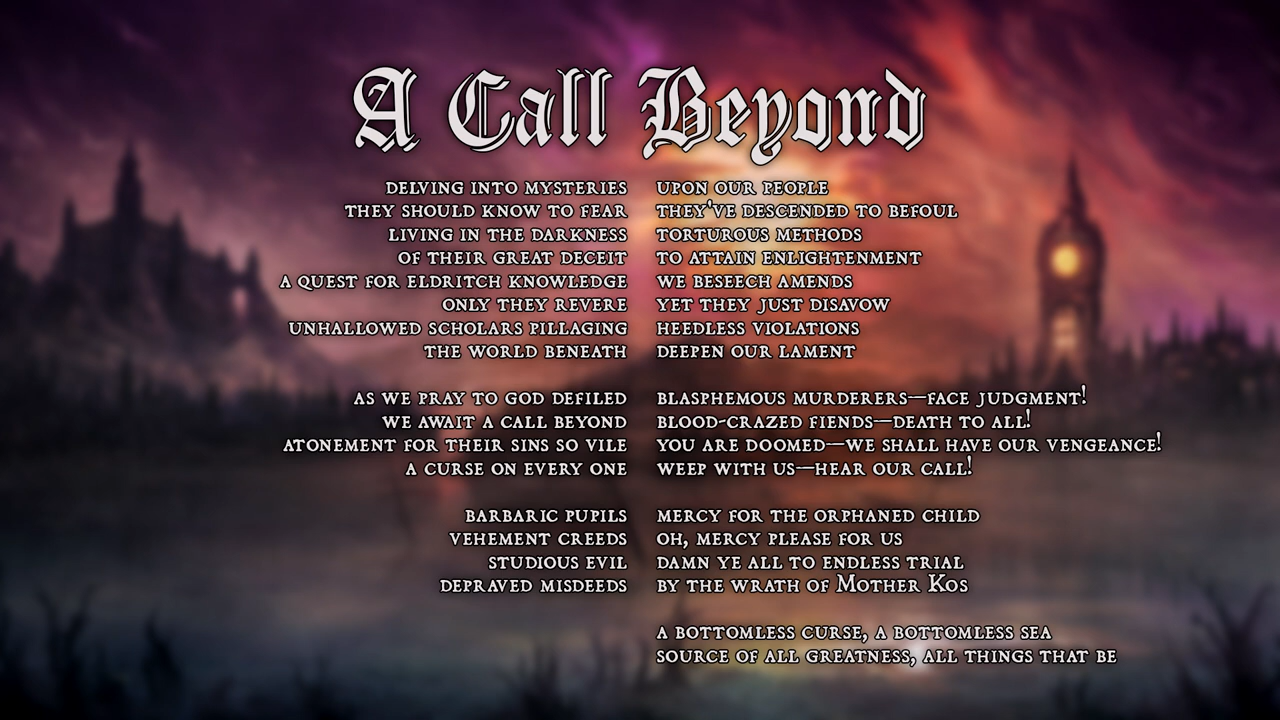 A Call Beyond
DELVING INTO MYSTERIES
THEY SHOULD KNOW TO FEAR
LIVING IN THE DARKNESS
OF THEIR GREAT DECEIT
A QUEST FOR ELDRITCH KNOWLEDGE
ONLY THEY REVERE
UNHALLOWED SCHOLARS PILLAGING
THE WORLD BENEATH
AS WE PRAY TO GOD DEFILED
WE AWAIT A CALL BEYOND
ATONEMENT FOR THEIR SINS SO VILE
A CURSE ON EVERY ONE
BARBARIC PUPILS
VEHEMENT CREEDS
STUDIOUS EVIL
DEPRAVED MISDEEDS
UPON OUR PEOPLE
THEY'VE DESCENDED TO BEFOUL
TORTUROUS METHODS
TO ATTAIN ENLIGHTENMENT
WE BESEECH AMENDS
YET THEY JUST DISAVOW
HEEDLESS VIOLATIONS
DEEPEN OUR LAMENT
BLASPHEMOUS MURDERERS—FACE JUDGMENT!
BLOOD-CRAZED FIENDS—DEATH TO ALL!
YOU ARE DOOMED—WE SHALL HAVE OUR VENGEANCE!
WEEP WITH US—HEAR OUR CALL!
MERCY FOR THE ORPHANED CHILD
OH, MERCY PLEASE FOR US
DAMN YE ALL TO ENDLESS TRIAL
BY THE WRATH OF MOTHER KOS
A BOTTOMLESS CURSE, A BOTTOMLESS SEA
SOURCE OF ALL GREATNESS, ALL THINGS THAT BE